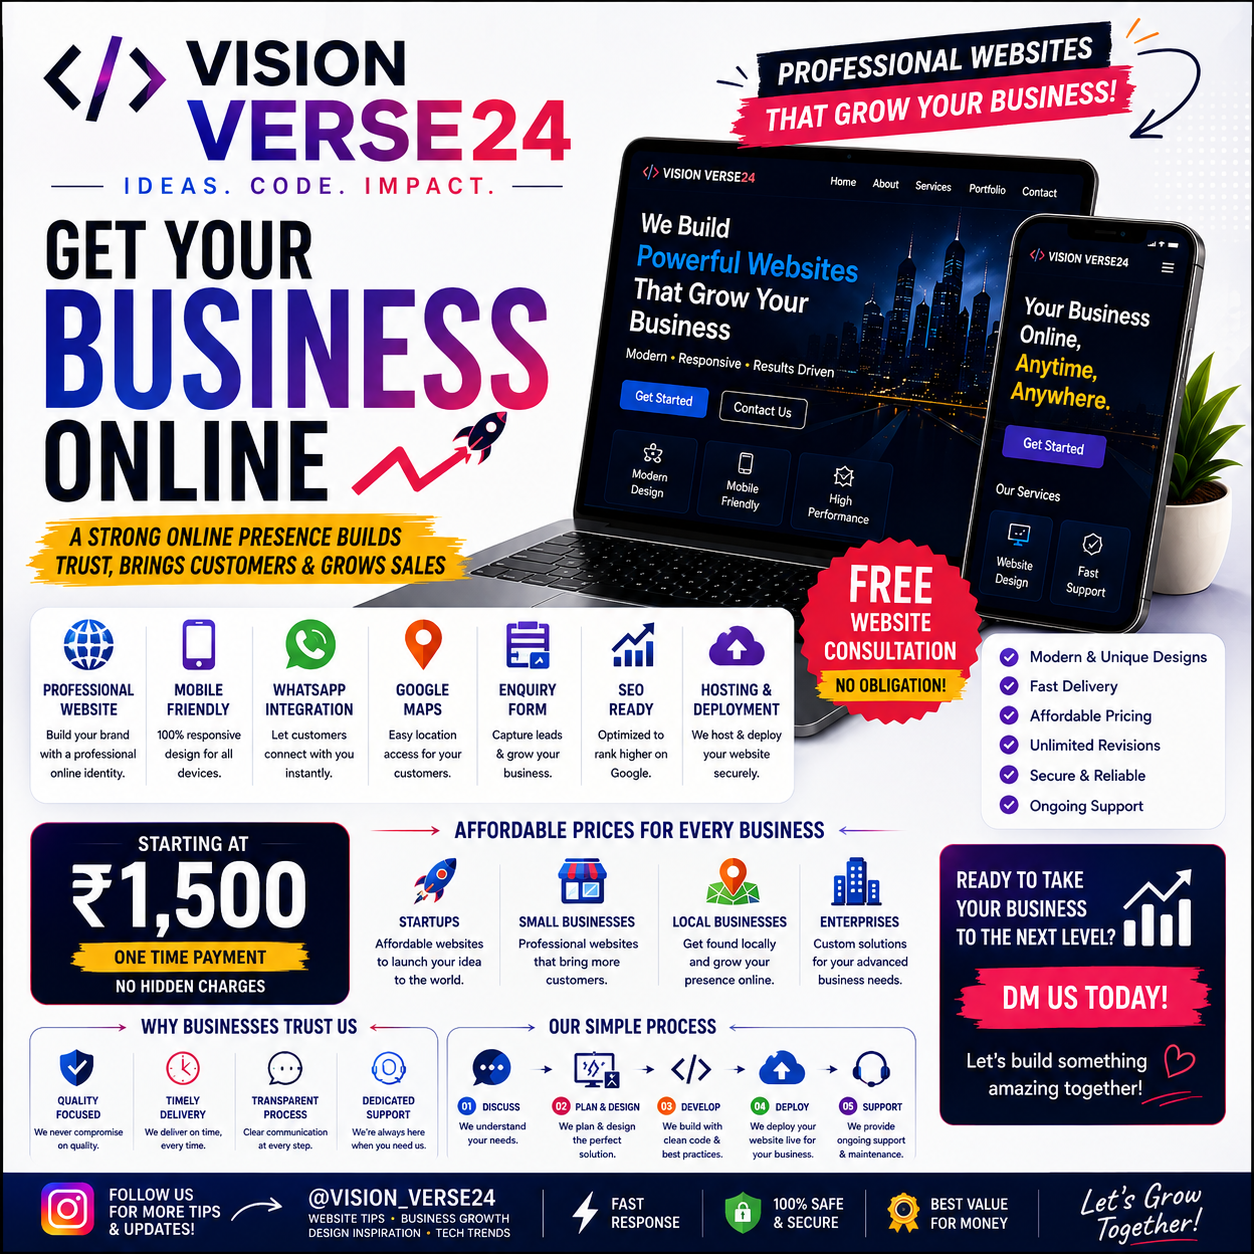 </> VISION
VERSE24
IDEAS. CODE. IMPACT.
PROFESSIONAL WEBSITES
THAT GROW YOUR BUSINESS!
GET YOUR
BUSINESS
ONLINE
A STRONG ONLINE PRESENCE BUILDS
TRUST, BRINGS CUSTOMERS & GROWS SALES
</> VISION VERSE24
Home About Services Portfolio Contact
We Build
Powerful Websites
That Grow Your
Business
Modern • Responsive • Results Driven
Get Started
Contact Us
Modern
Design
Mobile
Friendly
High
Performance
</> VISION VERSE24
Your Business
Online,
Anytime,
Anywhere.
Get Started
Our Services
Website
Design
Fast
Support
FREE
WEBSITE
CONSULTATION
NO OBLIGATION!
PROFESSIONAL
WEBSITE
Build your brand
with a professional
online identity.
MOBILE
FRIENDLY
100% responsive
design for all
devices.
WHATSAPP
INTEGRATION
Let customers
connect with you
instantly.
GOOGLE
MAPS
Easy location
access for your
customers.
ENQUIRY
FORM
Capture leads
& grow your
business.
SEO
READY
Optimized to
rank higher on
Google.
HOSTING &
DEPLOYMENT
We host & deploy
your website
securely.
Modern & Unique Designs
Fast Delivery
Affordable Pricing
Unlimited Revisions
Secure & Reliable
Ongoing Support
STARTING AT
₹1,500
ONE TIME PAYMENT
NO HIDDEN CHARGES
AFFORDABLE PRICES FOR EVERY BUSINESS
STARTUPS
Affordable websites
to launch your idea
to the world.
SMALL BUSINESSES
Professional websites
that bring more
customers.
LOCAL BUSINESSES
Get found locally
and grow your
presence online.
ENTERPRISES
Custom solutions
for your advanced
business needs.
READY TO TAKE
YOUR BUSINESS
TO THE NEXT LEVEL?
DM US TODAY!
Let's build something
amazing together!
WHY BUSINESSES TRUST US
QUALITY
FOCUSED
We never compromise
on quality.
TIMELY
DELIVERY
We deliver on time,
every time.
TRANSPARENT
PROCESS
Clear communication
at every step.
DEDICATED
SUPPORT
We're always here
when you need us.
OUR SIMPLE PROCESS
01 DISCUSS
We understand
your needs.
02 PLAN & DESIGN
We plan & design
the perfect
solution.
</>
03 DEVELOP
We build with
clean code &
best practices.
04 DEPLOY
We deploy your
website live for
your business.
05 SUPPORT
We provide
ongoing support
& maintenance.
FOLLOW US
FOR MORE TIPS
& UPDATES!
@VISION_VERSE24
WEBSITE TIPS • BUSINESS GROWTH
DESIGN INSPIRATION • TECH TRENDS
FAST
RESPONSE
100% SAFE
& SECURE
BEST VALUE
FOR MONEY
Let's Grow
Together!